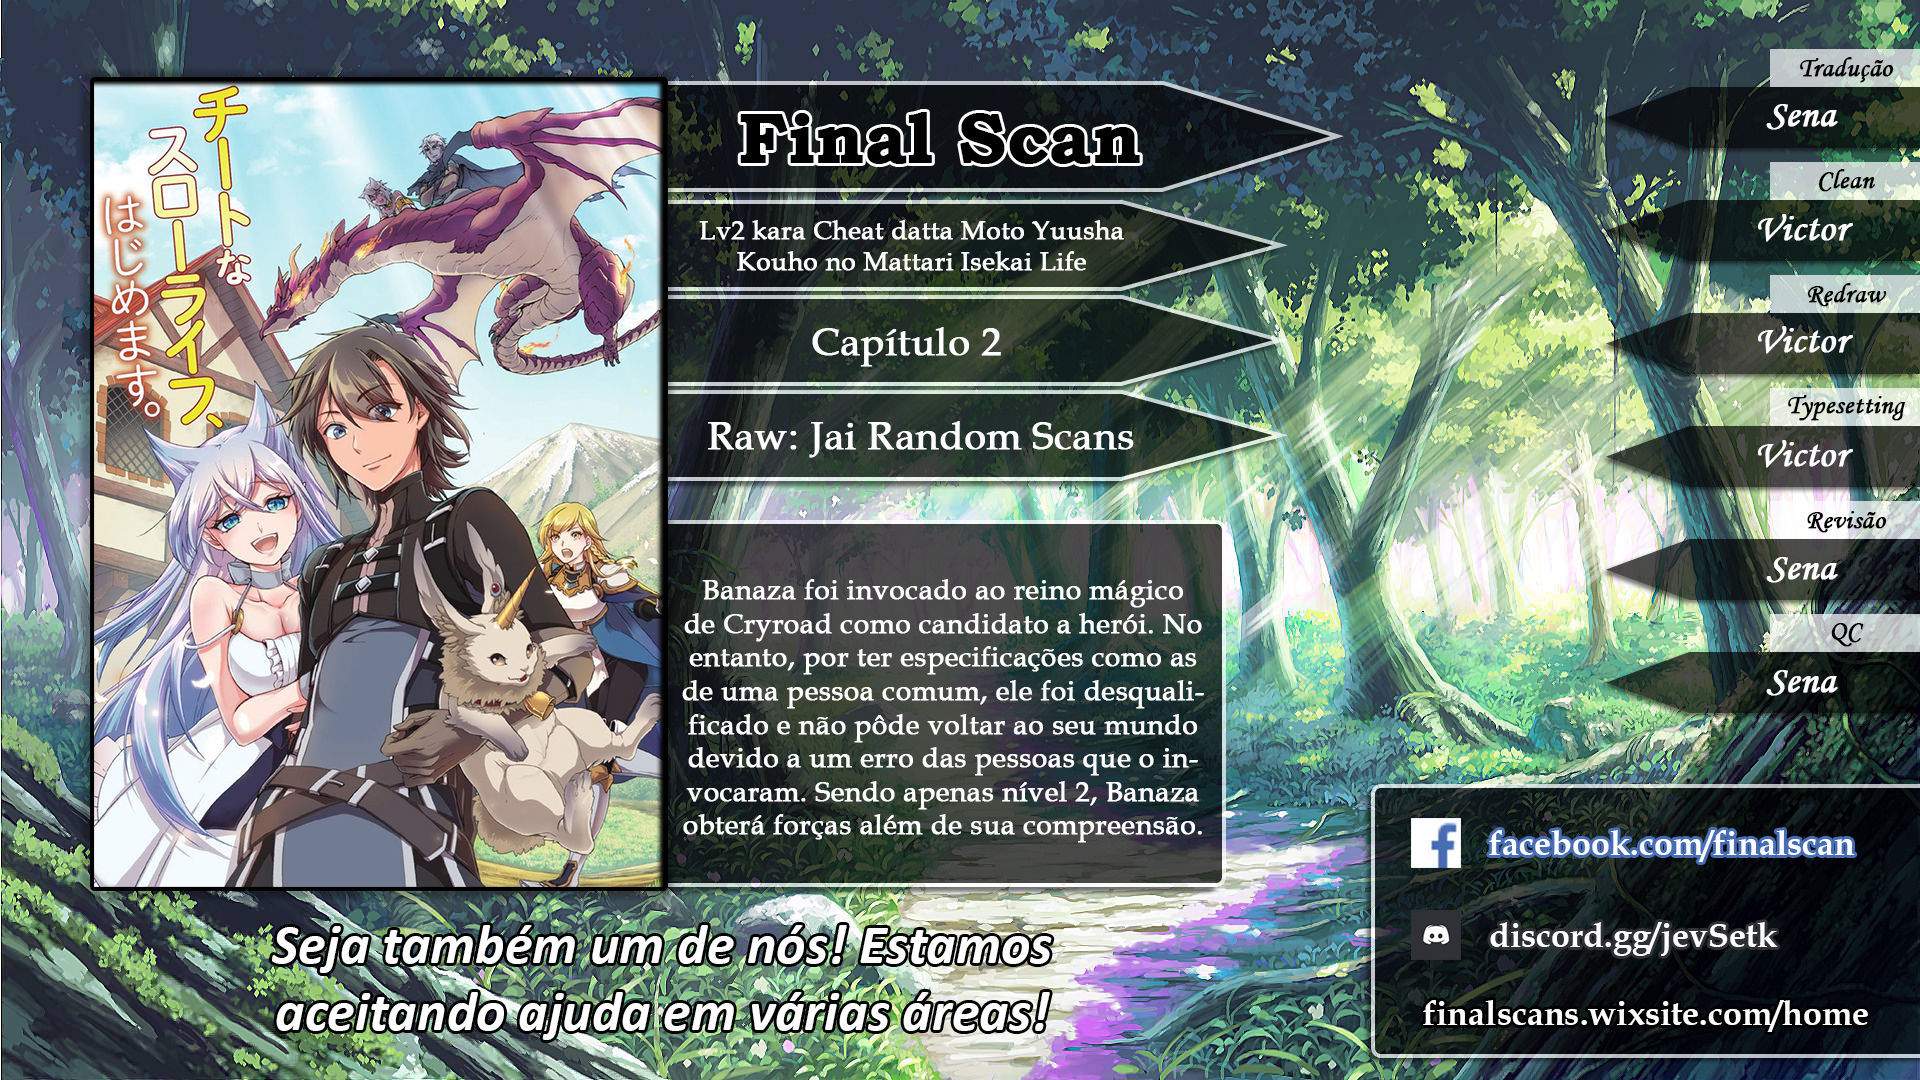 チートな
スローライフ、
はじめます。
Final Scan
Lv2 kara Cheat datta Moto Yuusha
Kouho no Mattari Isekai Life
Capítulo 2
Raw: Jai Random Scans
Banaza foi invocado ao reino mágico
de Cryroad como candidato a herói. No
entanto, por ter especificações como as
de uma pessoa comum, ele foi desquali-
ficado e não pôde voltar ao seu mundo
devido a um erro das pessoas que o in-
vocaram. Sendo apenas nível 2, Banaza
obterá forças além de sua compreensão.
Seja também um de nós! Estamos
aceitando ajuda em várias áreas!
Tradução
Sena
Clean
Victor
Redraw
Victor
Typesetting
Victor
Revisão
Sena
QC
Sena
facebook.com/finalscan
discord.gg/jevSetk
finalscans.wixsite.com/home